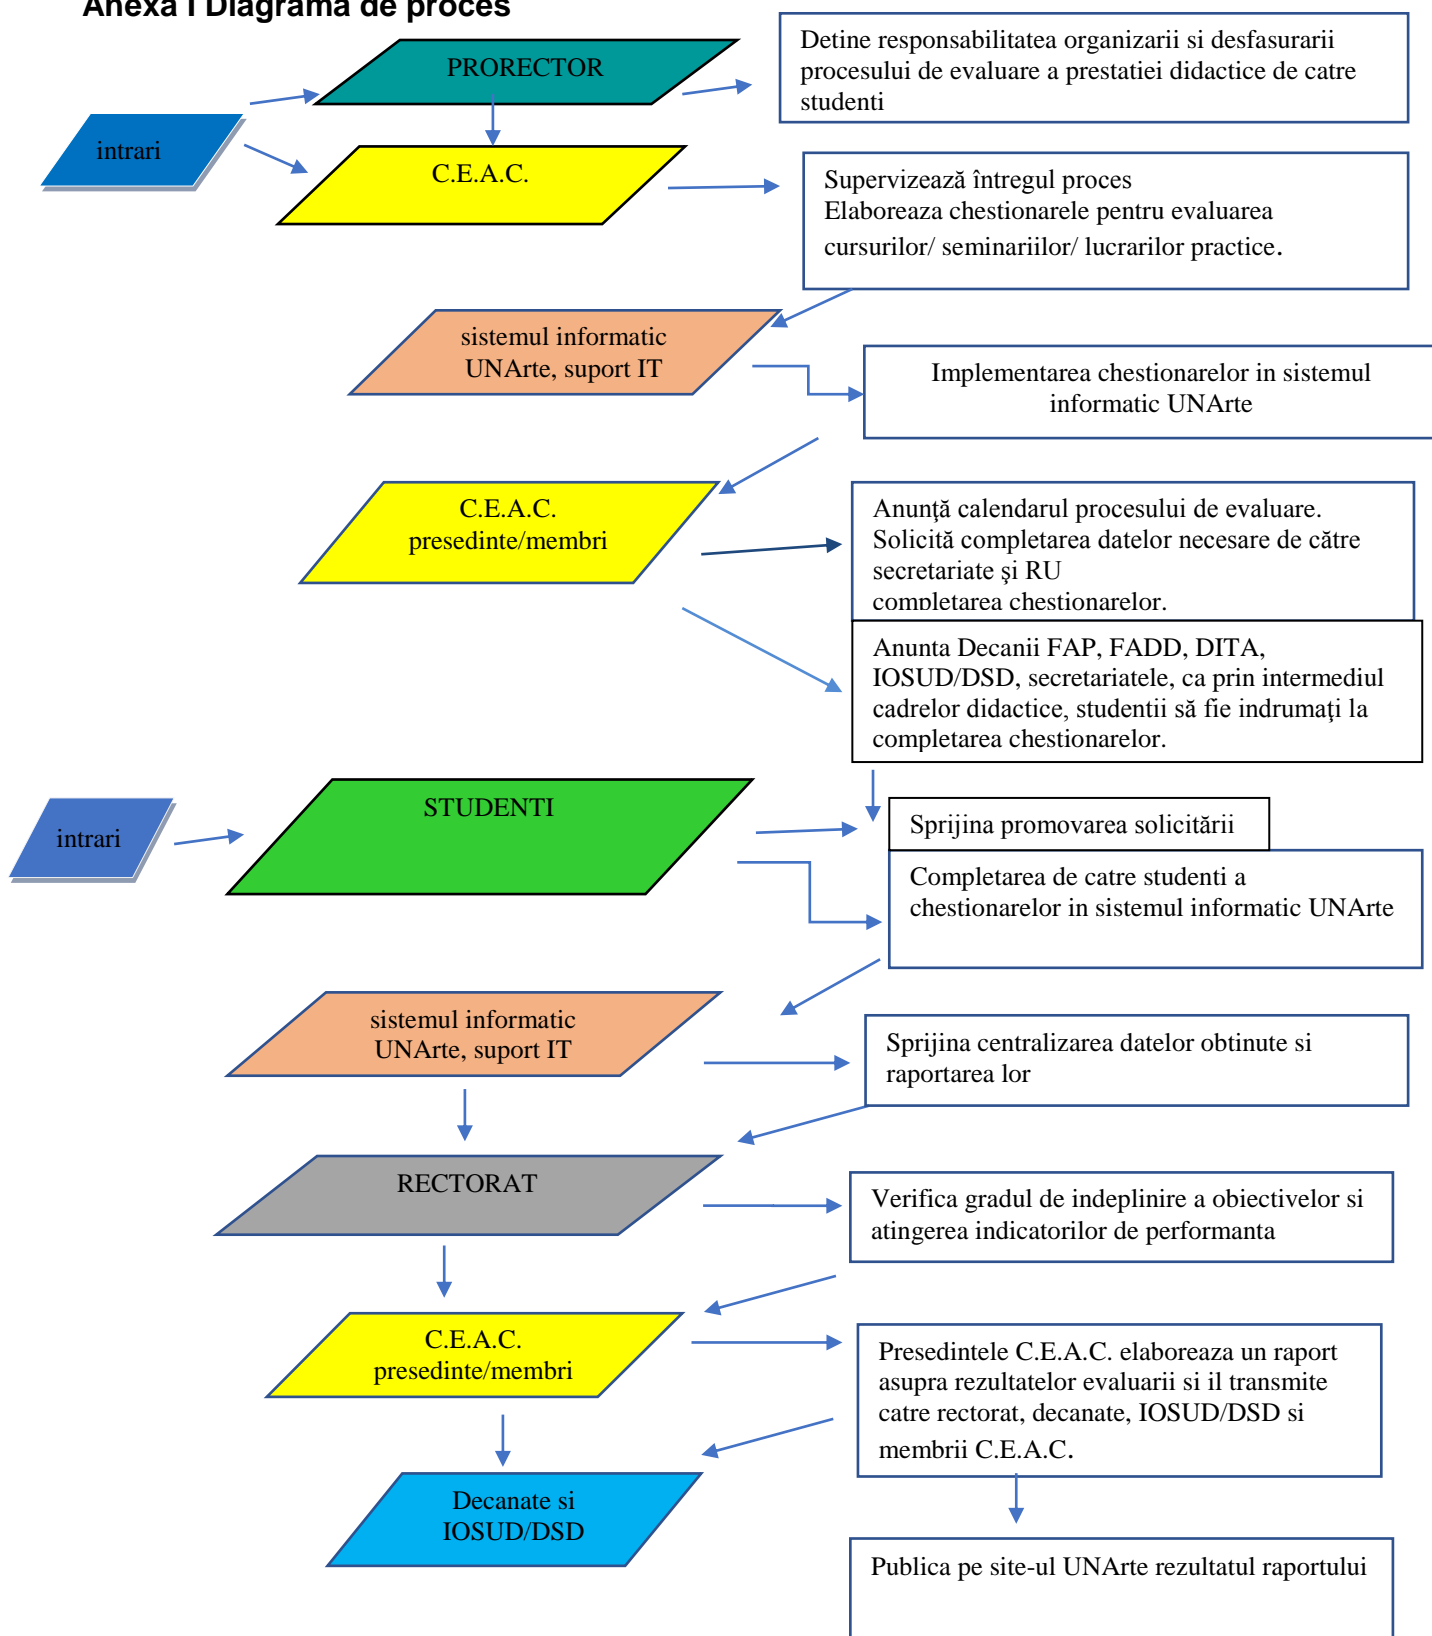 Anexa I Diagrama de proces
PRORECTOR
Detine responsabilitatea organizarii si desfasurarii
procesului de evaluare a prestatiei didactice de catre
studenti
intrari
C.E.A.C.
Supervizează întregul proces
Elaboreaza chestionarele pentru evaluarea
cursurilor/ seminariilor/ lucrarilor practice.
sistemul informatic
UNArte, suport IT
Implementarea chestionarelor in sistemul
informatic UNArte
C.E.A.C.
presedinte/membri
Anunţă calendarul procesului de evaluare.
Solicită completarea datelor necesare de către
secretariate şi RU
completarea chestionarelor.
Anunta Decanii FAP, FADD, DITA,
IOSUD/DSD, secretariatele, ca prin intermediul
cadrelor didactice, studentii să fie indrumaţi la
completarea chestionarelor.
STUDENTI
intrari
Sprijina promovarea solicitării
Completarea de catre studenti a
chestionarelor in sistemul informatic UNArte
sistemul informatic
UNArte, suport IT
Sprijina centralizarea datelor obtinute si
raportarea lor
RECTORAT
Verifica gradul de indeplinire a obiectivelor si
atingerea indicatorilor de performanta
C.E.A.C.
presedinte/membri
Presedintele C.E.A.C. elaboreaza un raport
asupra rezultatelor evaluarii si il transmite
catre rectorat, decanate, IOSUD/DSD si
membrii C.E.A.C.
Decanate si
IOSUD/DSD
Publica pe site-ul UNArte rezultatul raportului